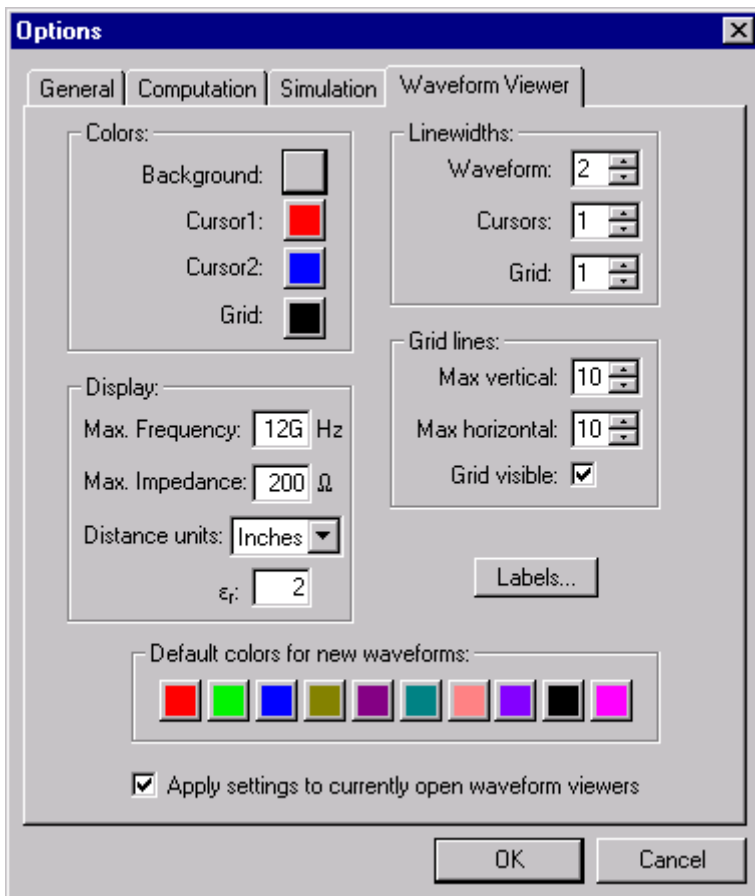 Options
General Computation Simulation Waveform Viewer
Colors:
Background:
Cursor1:
Cursor2:
Grid:
Linewidths:
Waveform: 2
Cursors: 1
Grid: 1
Display:
Max. Frequency: 12G Hz
Max. Impedance: 200 Ω
Distance units: Inches
εr: 2
Grid lines:
Max vertical: 10
Max horizontal: 10
Grid visible:
Labels...
Default colors for new waveforms:
Apply settings to currently open waveform viewers
OK Cancel